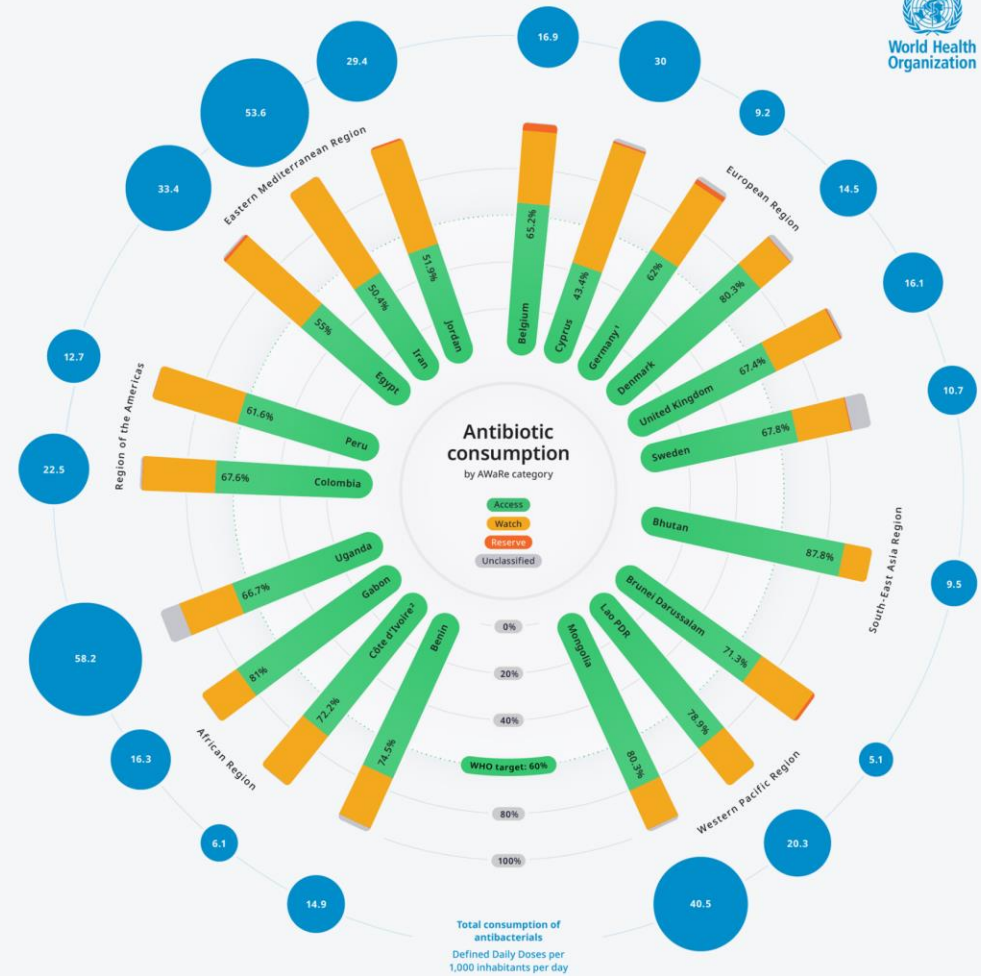 World Health
Organization
16.9
30
9.2
14.5
16.1
10.7
9.5
5.1
20.3
40.5
14.9
6.1
16.3
58.2
22.5
12.7
33.4
53.6
29.4
European Region
Belgium
65.2%
Cyprus
43.4%
Germany¹
62%
Denmark
80.3%
United Kingdom
67.4%
Sweden
67.8%
South-East Asia Region
Bhutan
87.8%
Western Pacific Region
Brunei Darussalam
71.3%
Lao PDR
78.9%
Mongolia
80.3%
African Region
Benin
74.5%
Côte d'Ivoire²
72.2%
Gabon
81%
Uganda
66.7%
Region of the Americas
Colombia
67.6%
Peru
61.6%
Eastern Mediterranean Region
Egypt
55%
Iran
50.4%
Jordan
51.9%
Antibiotic
consumption
by AWaRe category
Access
Watch
Reserve
Unclassified
0%
20%
40%
WHO target: 60%
80%
100%
Total consumption of
antibacterials
Defined Daily Doses per
1,000 inhabitants per day